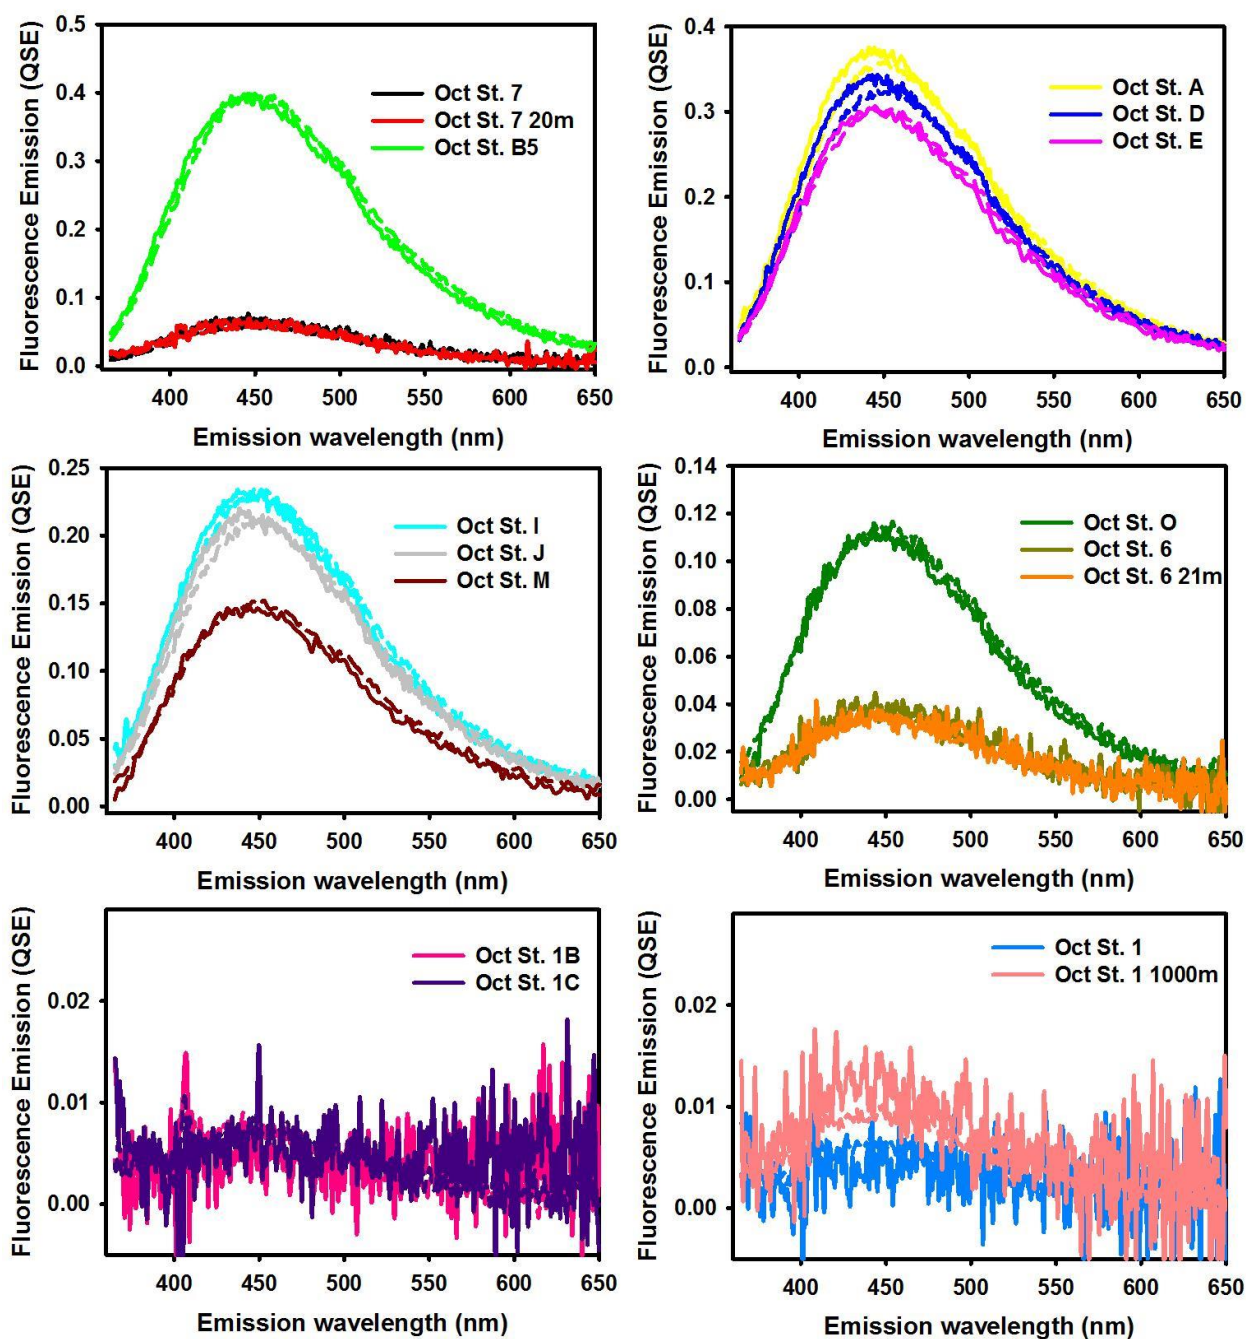 Fluorescence Emission (QSE)
0.5
0.4
0.3
0.2
0.1
0.0
Oct St. 7
Oct St. 7 20m
Oct St. B5
400 450 500 550 600 650
Emission wavelength (nm)
Fluorescence Emission (QSE)
0.4
0.3
0.2
0.1
0.0
Oct St. A
Oct St. D
Oct St. E
400 450 500 550 600 650
Emission wavelength (nm)
Fluorescence Emission (QSE)
0.25
0.20
0.15
0.10
0.05
0.00
Oct St. I
Oct St. J
Oct St. M
400 450 500 550 600 650
Emission wavelength (nm)
Fluorescence Emission (QSE)
0.14
0.12
0.10
0.08
0.06
0.04
0.02
0.00
Oct St. O
Oct St. 6
Oct St. 6 21m
400 450 500 550 600 650
Emission wavelength (nm)
Fluorescence Emission (QSE)
0.02
0.01
0.00
Oct St. 1B
Oct St. 1C
400 450 500 550 600 650
Emission wavelength (nm)
Fluorescence Emission (QSE)
0.02
0.01
0.00
Oct St. 1
Oct St. 1 1000m
400 450 500 550 600 650
Emission wavelength (nm)